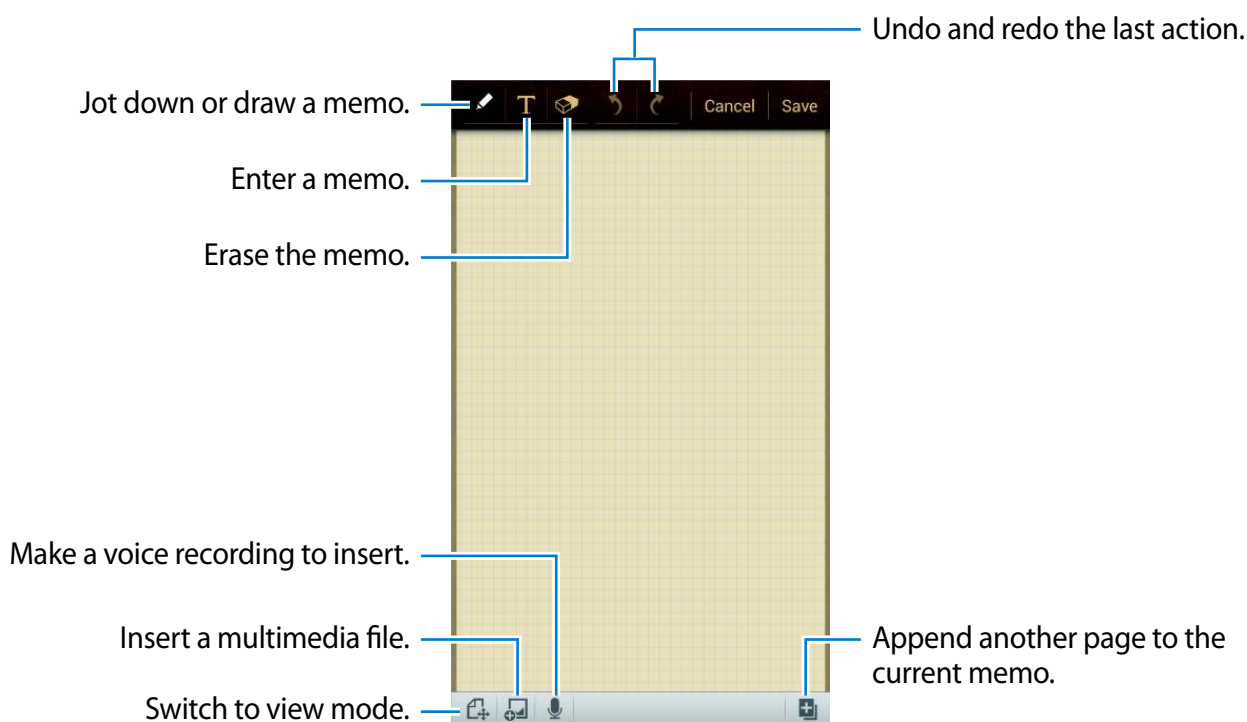 Undo and redo the last action.
Jot down or draw a memo.
T
Cancel
Save
Enter a memo.
Erase the memo.
Make a voice recording to insert.
Insert a multimedia file.
Append another page to the
current memo.
Switch to view mode.